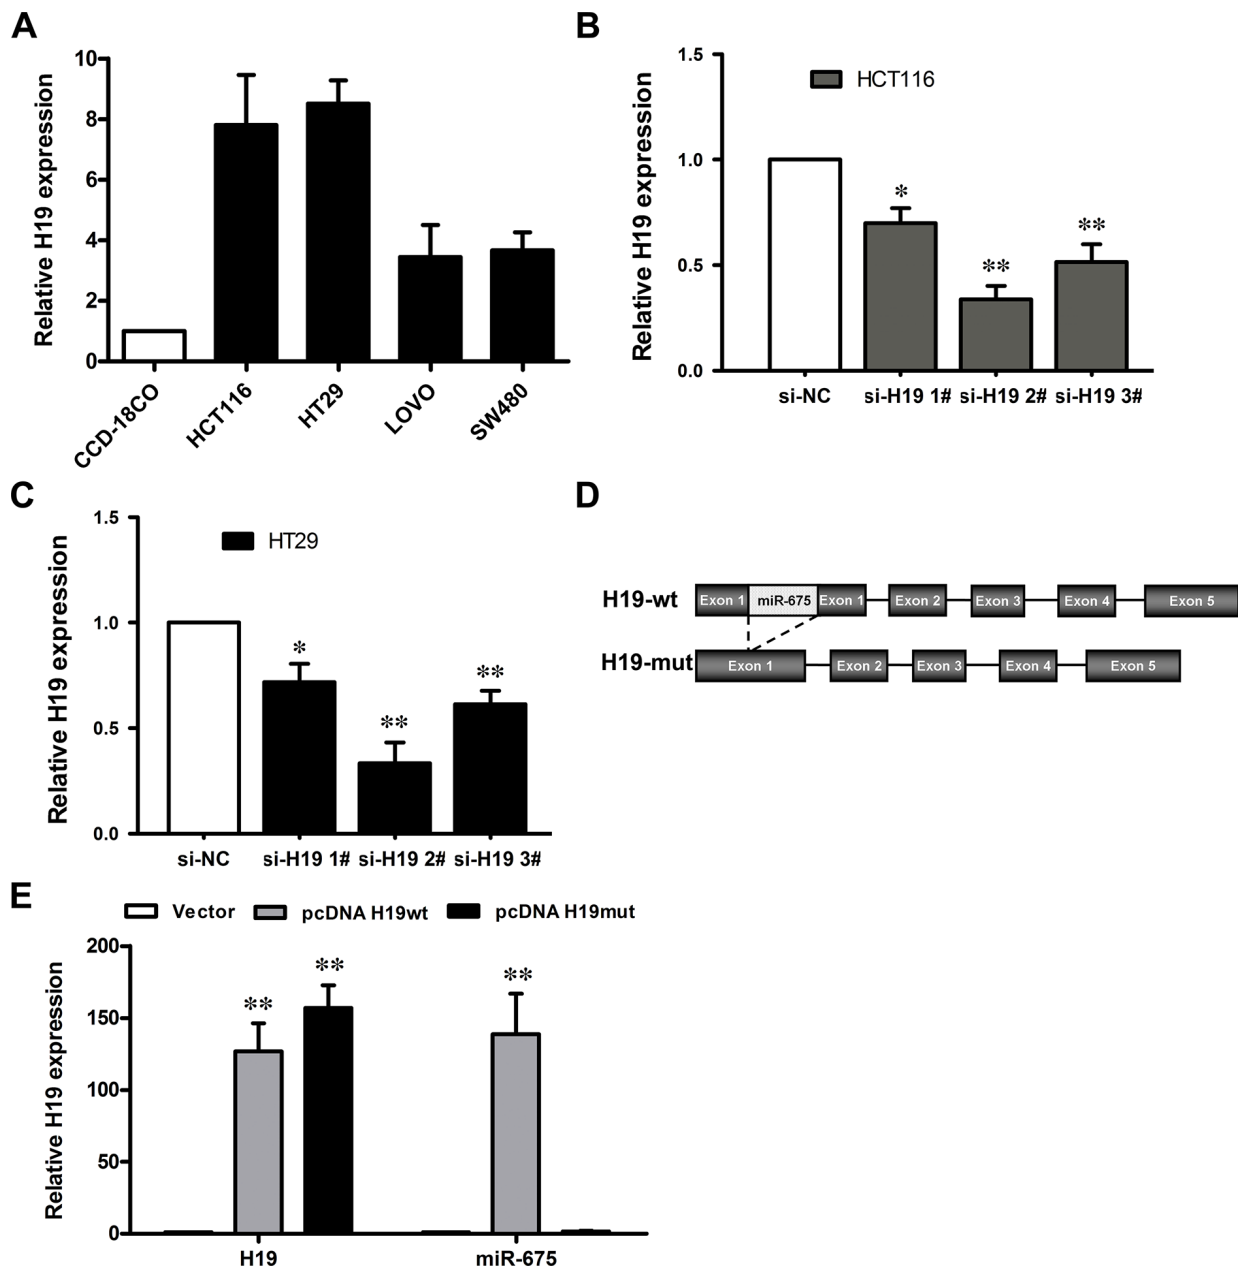 A
Relative H19 expression
10
8
6
4
2
0
CCD-18CO
HCT116
HT29
LOVO
SW480
B
Relative H19 expression
1.5
1.0
0.5
0.0
HCT116
*
**
**
si-NC
si-H19 1#
si-H19 2#
si-H19 3#
C
Relative H19 expression
1.5
1.0
0.5
0.0
HT29
*
**
**
si-NC
si-H19 1#
si-H19 2#
si-H19 3#
D
H19-wt
Exon 1
miR-675
Exon 1
Exon 2
Exon 3
Exon 4
Exon 5
H19-mut
Exon 1
Exon 2
Exon 3
Exon 4
Exon 5
E
Vector
pcDNA H19wt
pcDNA H19mut
Relative H19 expression
200
150
100
50
0
**
**
**
H19
miR-675